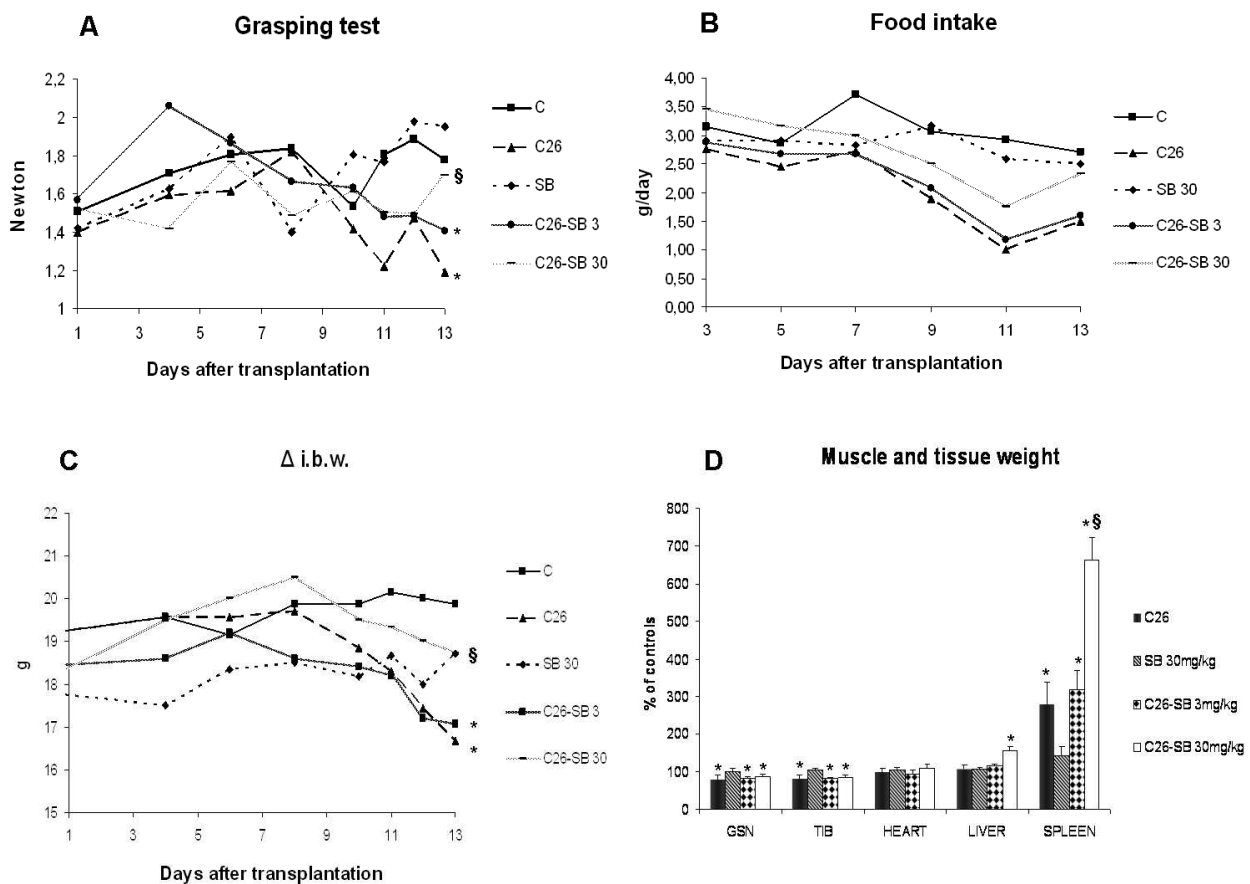 A
Grasping test
Newton
2,2
2
1,8
1,6
1,4
1,2
1
1 3 5 7 9 11 13
Days after transplantation
§
*
*
C
C26
SB
C26-SB 3
C26-SB 30
B
Food intake
g/day
4,00
3,50
3,00
2,50
2,00
1,50
1,00
0,50
0,00
3 5 7 9 11 13
Days after transplantation
C
C26
SB 30
C26-SB 3
C26-SB 30
C
Δ i.b.w.
g
22
21
20
19
18
17
16
15
1 3 5 7 9 11 13
Days after transplantation
§
*
*
C
C26
SB 30
C26-SB 3
C26-SB 30
D
Muscle and tissue weight
% of controls
800
700
600
500
400
300
200
100
0
* * * * * * * * * *§
GSN TIB HEART LIVER SPLEEN
C26
SB 30mg/kg
C26-SB 3mg/kg
C26-SB 30mg/kg